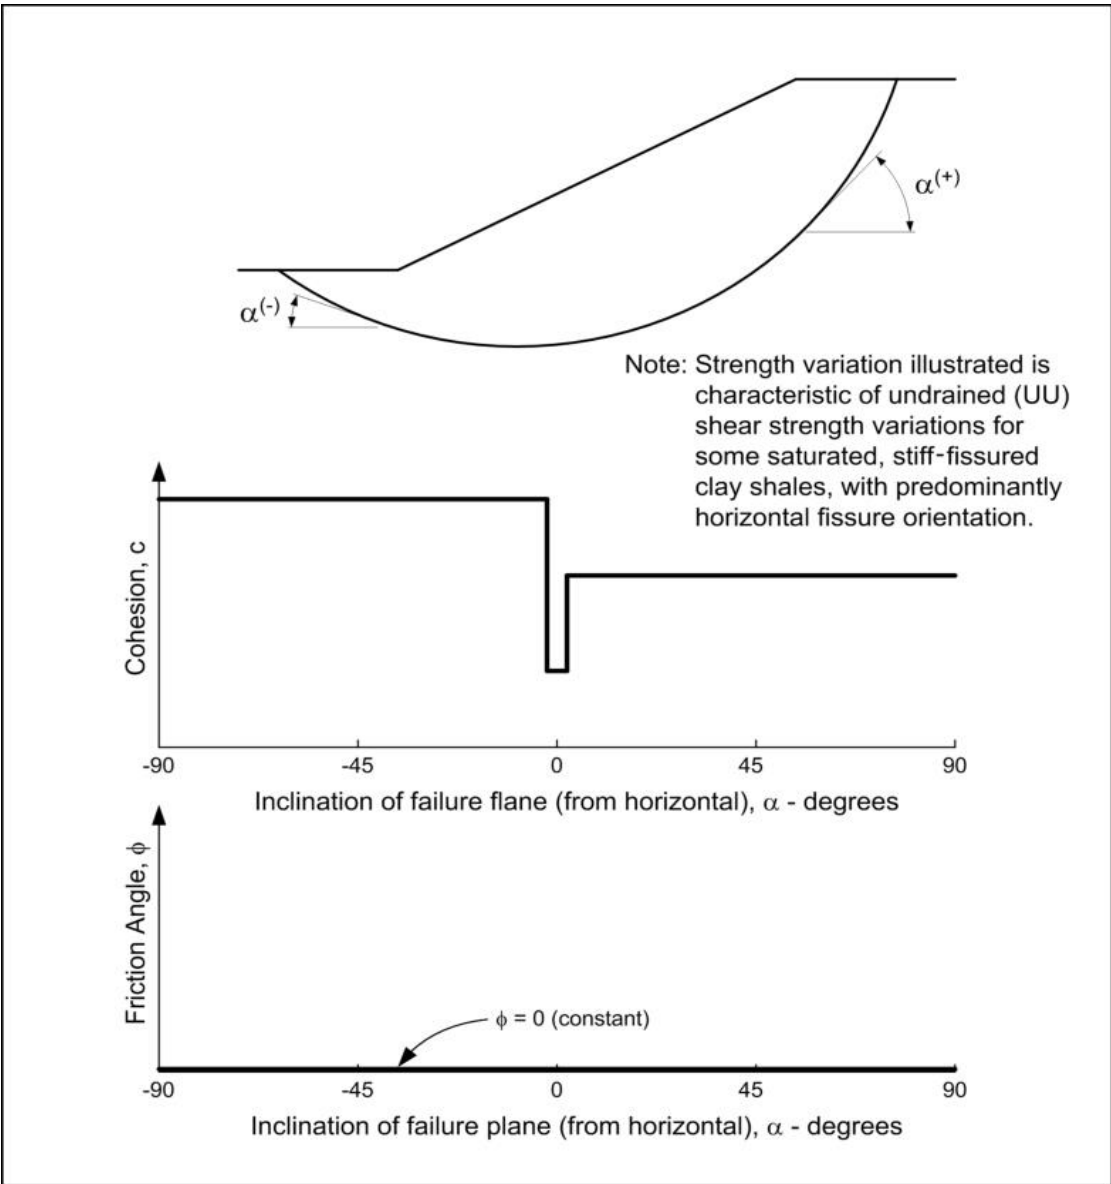 α(+)
α(-)
Note: Strength variation illustrated is
characteristic of undrained (UU)
shear strength variations for
some saturated, stiff-fissured
clay shales, with predominantly
horizontal fissure orientation.
Cohesion, c
-90 -45 0 45 90
Inclination of failure flane (from horizontal), α - degrees
Friction Angle, ϕ
ϕ = 0 (constant)
-90 -45 0 45 90
Inclination of failure plane (from horizontal), α - degrees